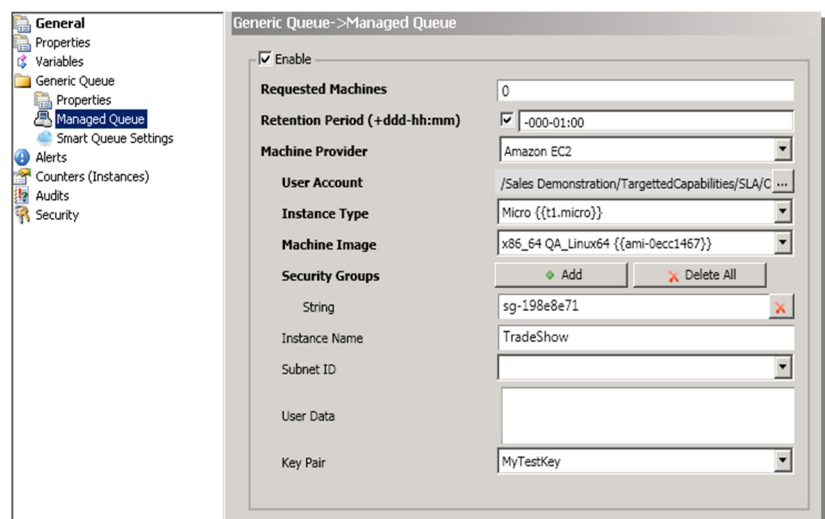 General
Properties
Variables
Generic Queue
Properties
Managed Queue
Smart Queue Settings
Alerts
Counters (Instances)
Audits
Security
Generic Queue->Managed Queue
Enable
Requested Machines 0
Retention Period (+ddd-hh:mm) -000-01:00
Machine Provider Amazon EC2
User Account /Sales Demonstration/TargettedCapabilities/SLA/C ...
Instance Type Micro {{t1.micro}}
Machine Image x86_64 QA_Linux64 {{ami-0ecc1467}}
Security Groups Add Delete All
String sg-198e8e71
Instance Name TradeShow
Subnet ID
User Data
Key Pair MyTestKey